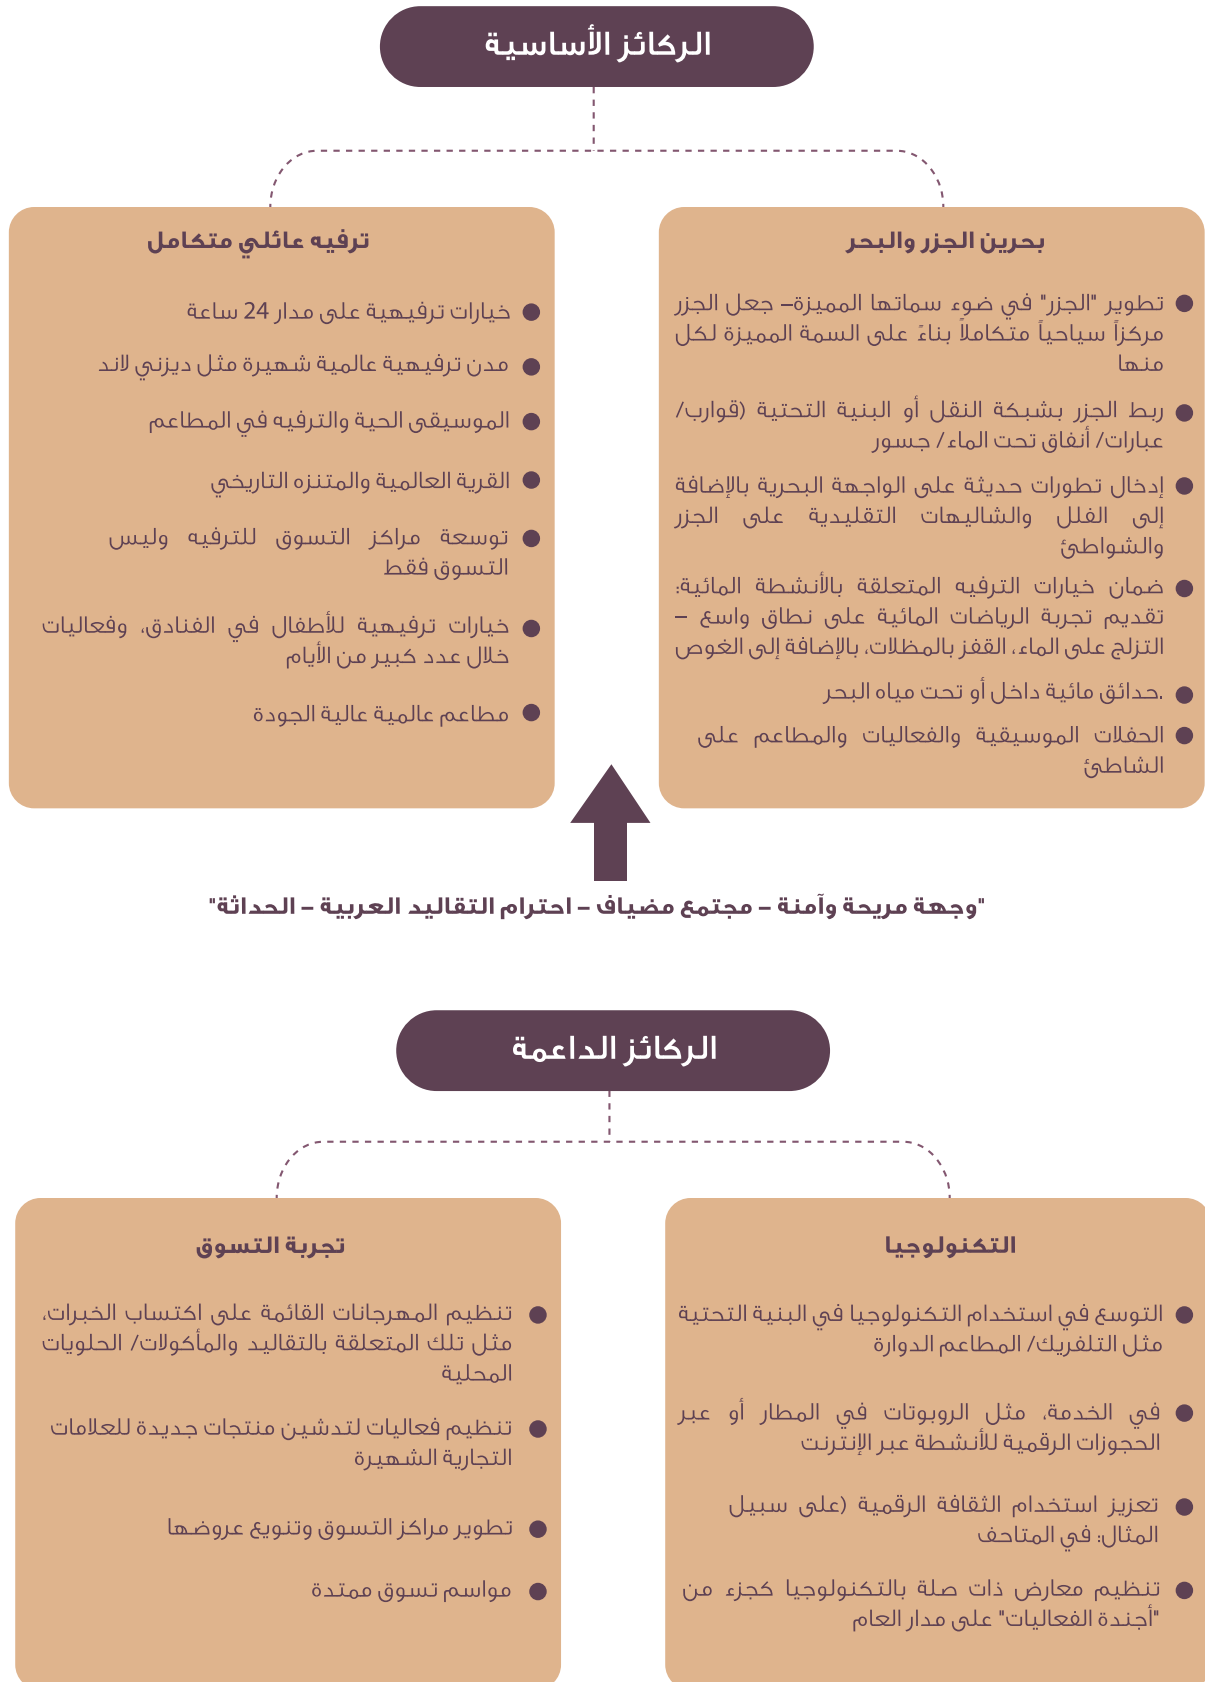 الركائز الأساسية
بحرين الجزر والبحر
تطوير "الجزر" في ضوء سماتها المميزة– جعل الجزر
مركزاً سياحياً متكاملاً بناءً على السمة المميزة لكل
منها
ربط الجزر بشبكة النقل أو البنية التحتية (قوارب/
عبارات/ أنفاق تحت الماء/ جسور
إدخال تطورات حديثة على الواجهة البحرية بالإضافة
إلى الفلل والشاليهات التقليدية على الجزر
والشواطئ
ضمان خيارات الترفيه المتعلقة بالأنشطة المائية:
تقديم تجربة الرياضات المائية على نطاق واسع –
التزلج على الماء، القفز بالمظلات، بالإضافة إلى الغوص
.حدائق مائية داخل أو تحت مياه البحر
الحفلات الموسيقية والفعاليات والمطاعم على
الشاطئ
ترفيه عائلي متكامل
خيارات ترفيهية على مدار 24 ساعة
مدن ترفيهية عالمية شهيرة مثل ديزني لاند
الموسيقى الحية والترفيه في المطاعم
القرية العالمية والمتنزه التاريخي
توسعة مراكز التسوق للترفيه وليس
التسوق فقط
خيارات ترفيهية للأطفال في الفنادق، وفعاليات
خلال عدد كبير من الأيام
مطاعم عالمية عالية الجودة
"وجهة مريحة وآمنة – مجتمع مضياف – احترام التقاليد العربية – الحداثة"
الركائز الداعمة
التكنولوجيا
التوسع في استخدام التكنولوجيا في البنية التحتية
مثل التلفريك/ المطاعم الدوارة
في الخدمة، مثل الروبوتات في المطار أو عبر
الحجوزات الرقمية للأنشطة عبر الإنترنت
تعزيز استخدام الثقافة الرقمية (على سبيل
المثال: في المتاحف
تنظيم معارض ذات صلة بالتكنولوجيا كجزء من
"أجندة الفعاليات" على مدار العام
تجربة التسوق
تنظيم المهرجانات القائمة على اكتساب الخبرات،
مثل تلك المتعلقة بالتقاليد والمأكولات/ الحلويات
المحلية
تنظيم فعاليات لتدشين منتجات جديدة للعلامات
التجارية الشهيرة
تطوير مراكز التسوق وتنويع عروضها
مواسم تسوق ممتدة